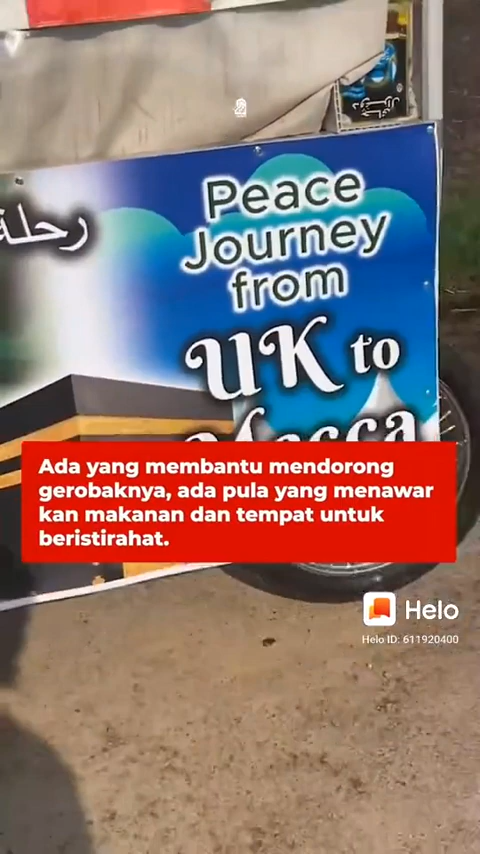 رحلة
Peace
Journey
from
UK to
Mecca
Ada yang membantu mendorong
gerobaknya, ada pula yang menawar
kan makanan dan tempat untuk
beristirahat.
Helo
Helo ID: 611920400